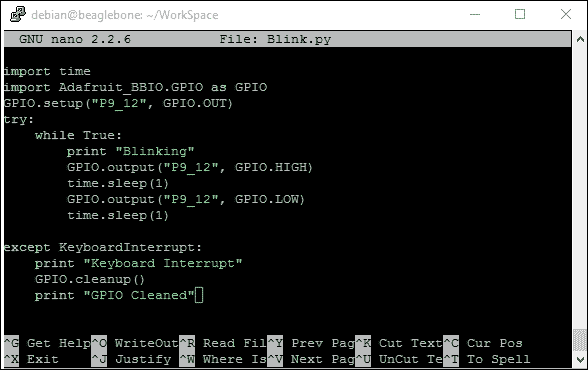 debian@beaglebone: ~/WorkSpace
GNU nano 2.2.6 File: Blink.py
import time
import Adafruit_BBIO.GPIO as GPIO
GPIO.setup("P9_12", GPIO.OUT)
try:
    while True:
        print "Blinking"
        GPIO.output("P9_12", GPIO.HIGH)
        time.sleep(1)
        GPIO.output("P9_12", GPIO.LOW)
        time.sleep(1)
except KeyboardInterrupt:
    print "Keyboard Interrupt"
    GPIO.cleanup()
    print "GPIO Cleaned"
^G Get Help^O WriteOut^R Read Fil^Y Prev Pag^K Cut Text^C Cur Pos
^X Exit ^J Justify ^W Where Is^V Next Pag^U UnCut Te^T To Spell